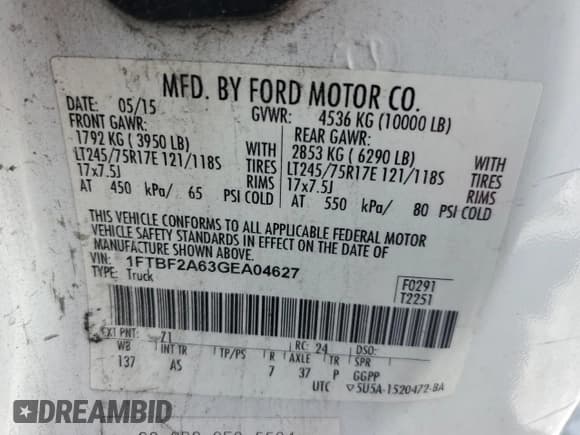 MFD. BY FORD MOTOR CO.
DATE: 05/15 GVWR: 4536 KG (10000 LB)
FRONT GAWR: REAR GAWR:
1792 KG ( 3950 LB) WITH 2853 KG ( 6290 LB) WITH
LT245/75R17E 121/118S TIRES LT245/75R17E 121/118S TIRES
17x7.5J RIMS 17x7.5J RIMS
AT 450 kPa/ 65 PSI COLD AT 550 kPa/ 80 PSI COLD
THIS VEHICLE CONFORMS TO ALL APPLICABLE FEDERAL MOTOR
VEHICLE SAFETY STANDARDS IN EFFECT ON THE DATE OF
MANUFACTURE SHOWN ABOVE.
VIN: 1FTBF2A63GEA04627
TYPE: Truck
F0291
T2251
EXT PNT: Z1 RC: 24 DSO:
WB INT TR TP/PS R AXLE TR SPR
137 AS 7 37 P GGPP
UTC ▽5U5A-1520472-BA
DREAMBID